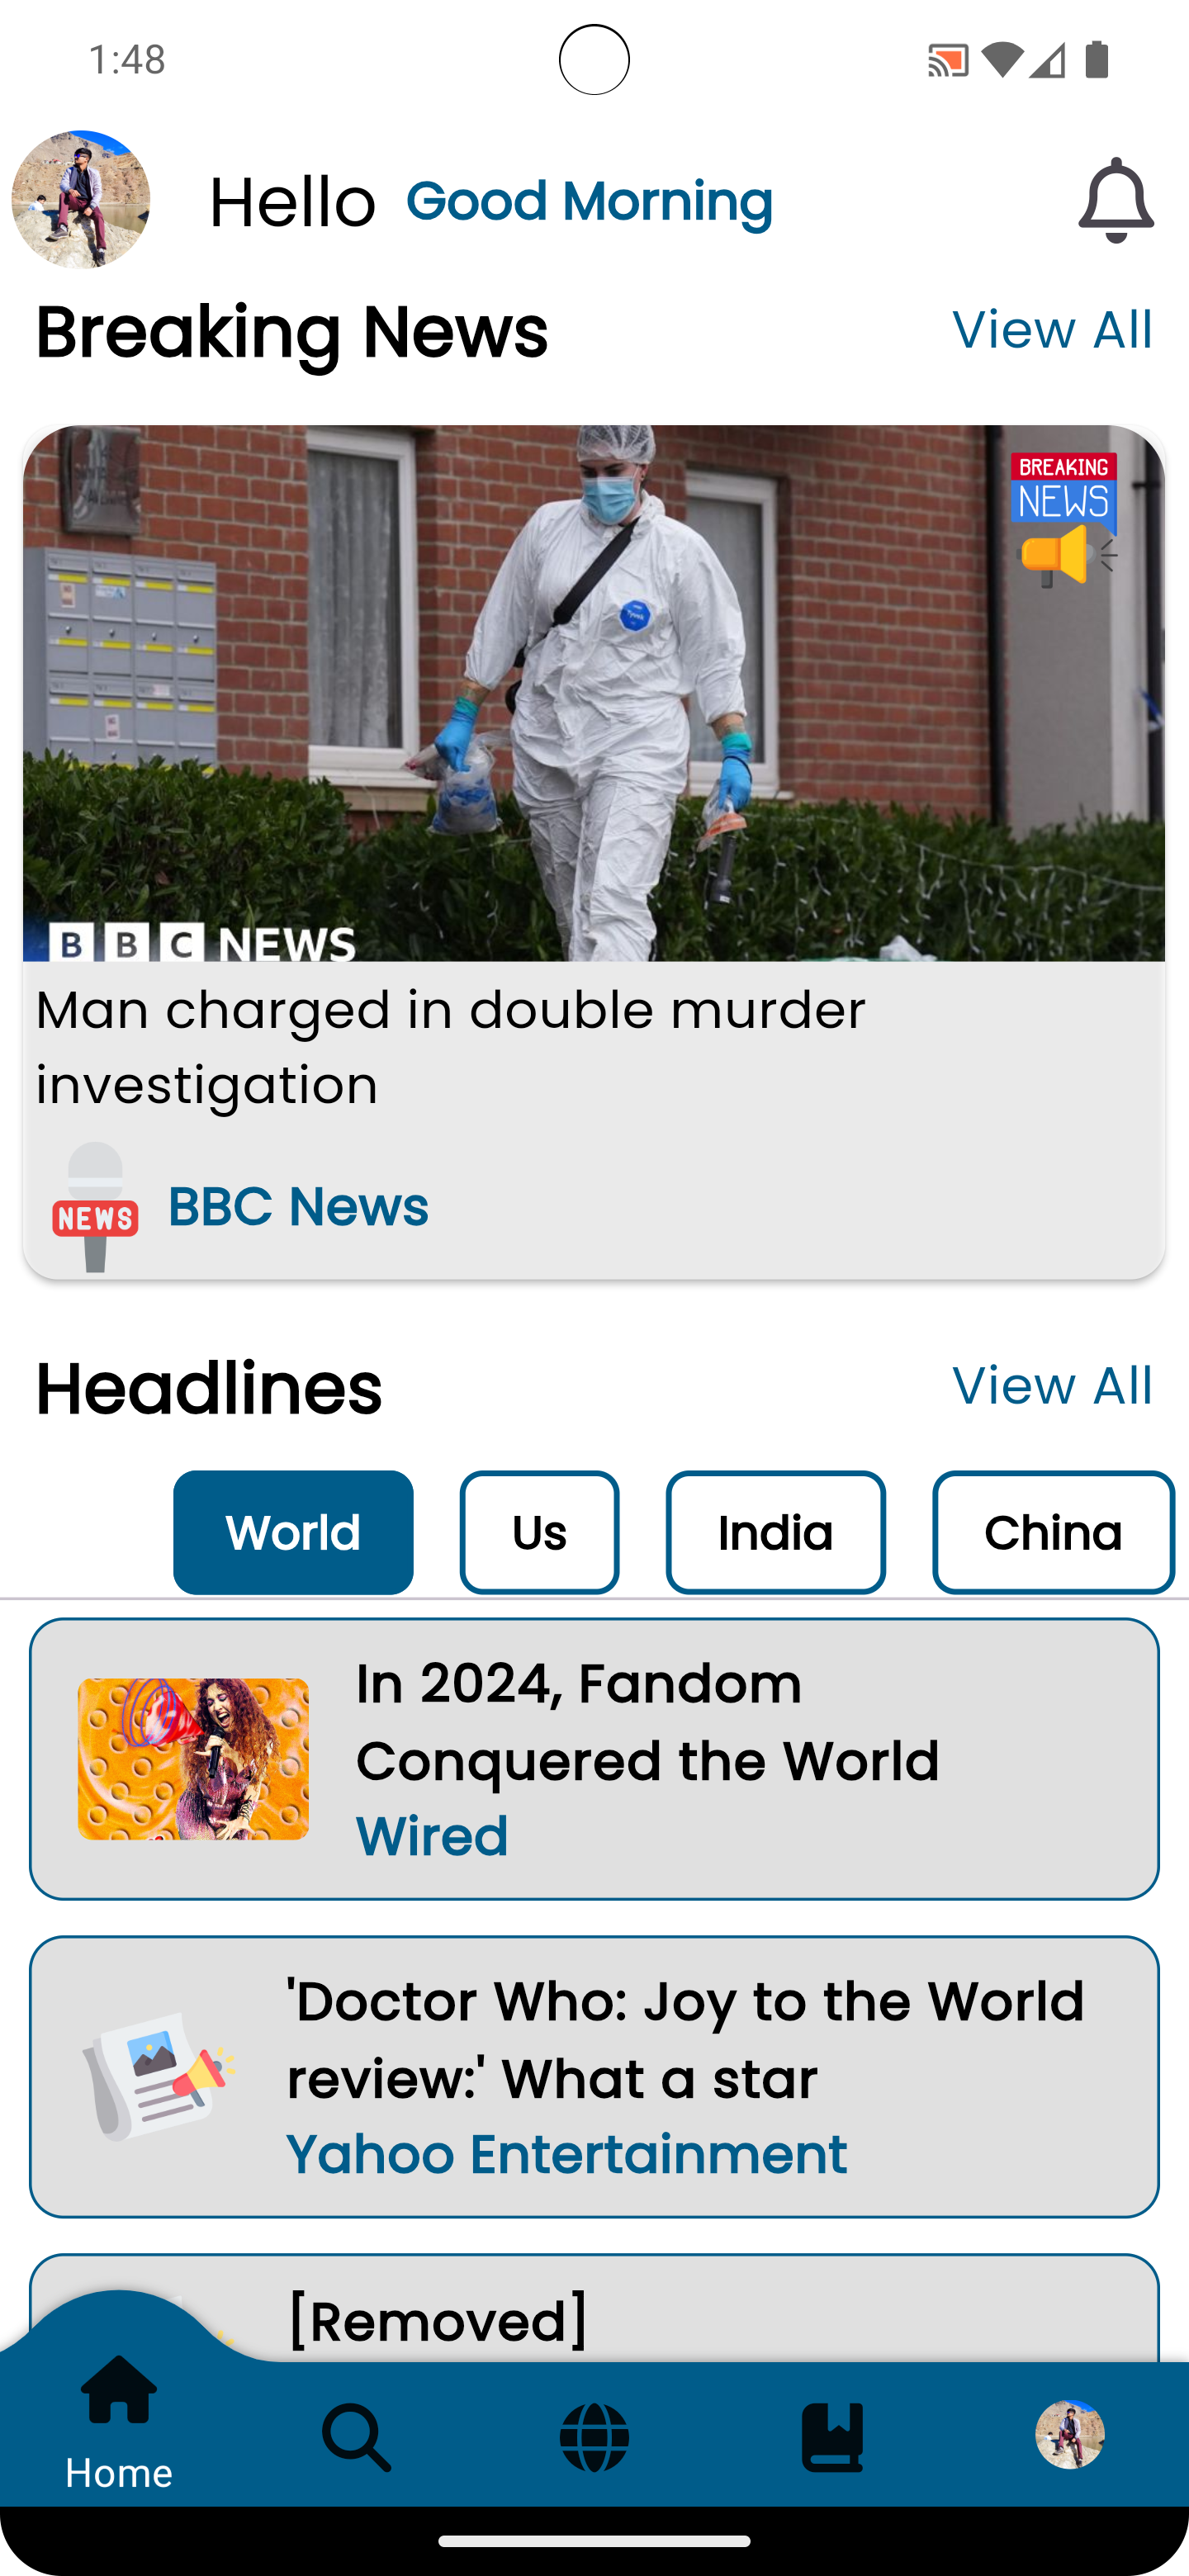 1:48
Hello Good Morning
Breaking News View All
BREAKING
NEWS
BBC NEWS
Man charged in double murder
investigation
NEWS
BBC News
Headlines View All
World Us India China
In 2024, Fandom
Conquered the World
Wired
'Doctor Who: Joy to the World
review:' What a star
Yahoo Entertainment
[Removed]
Home